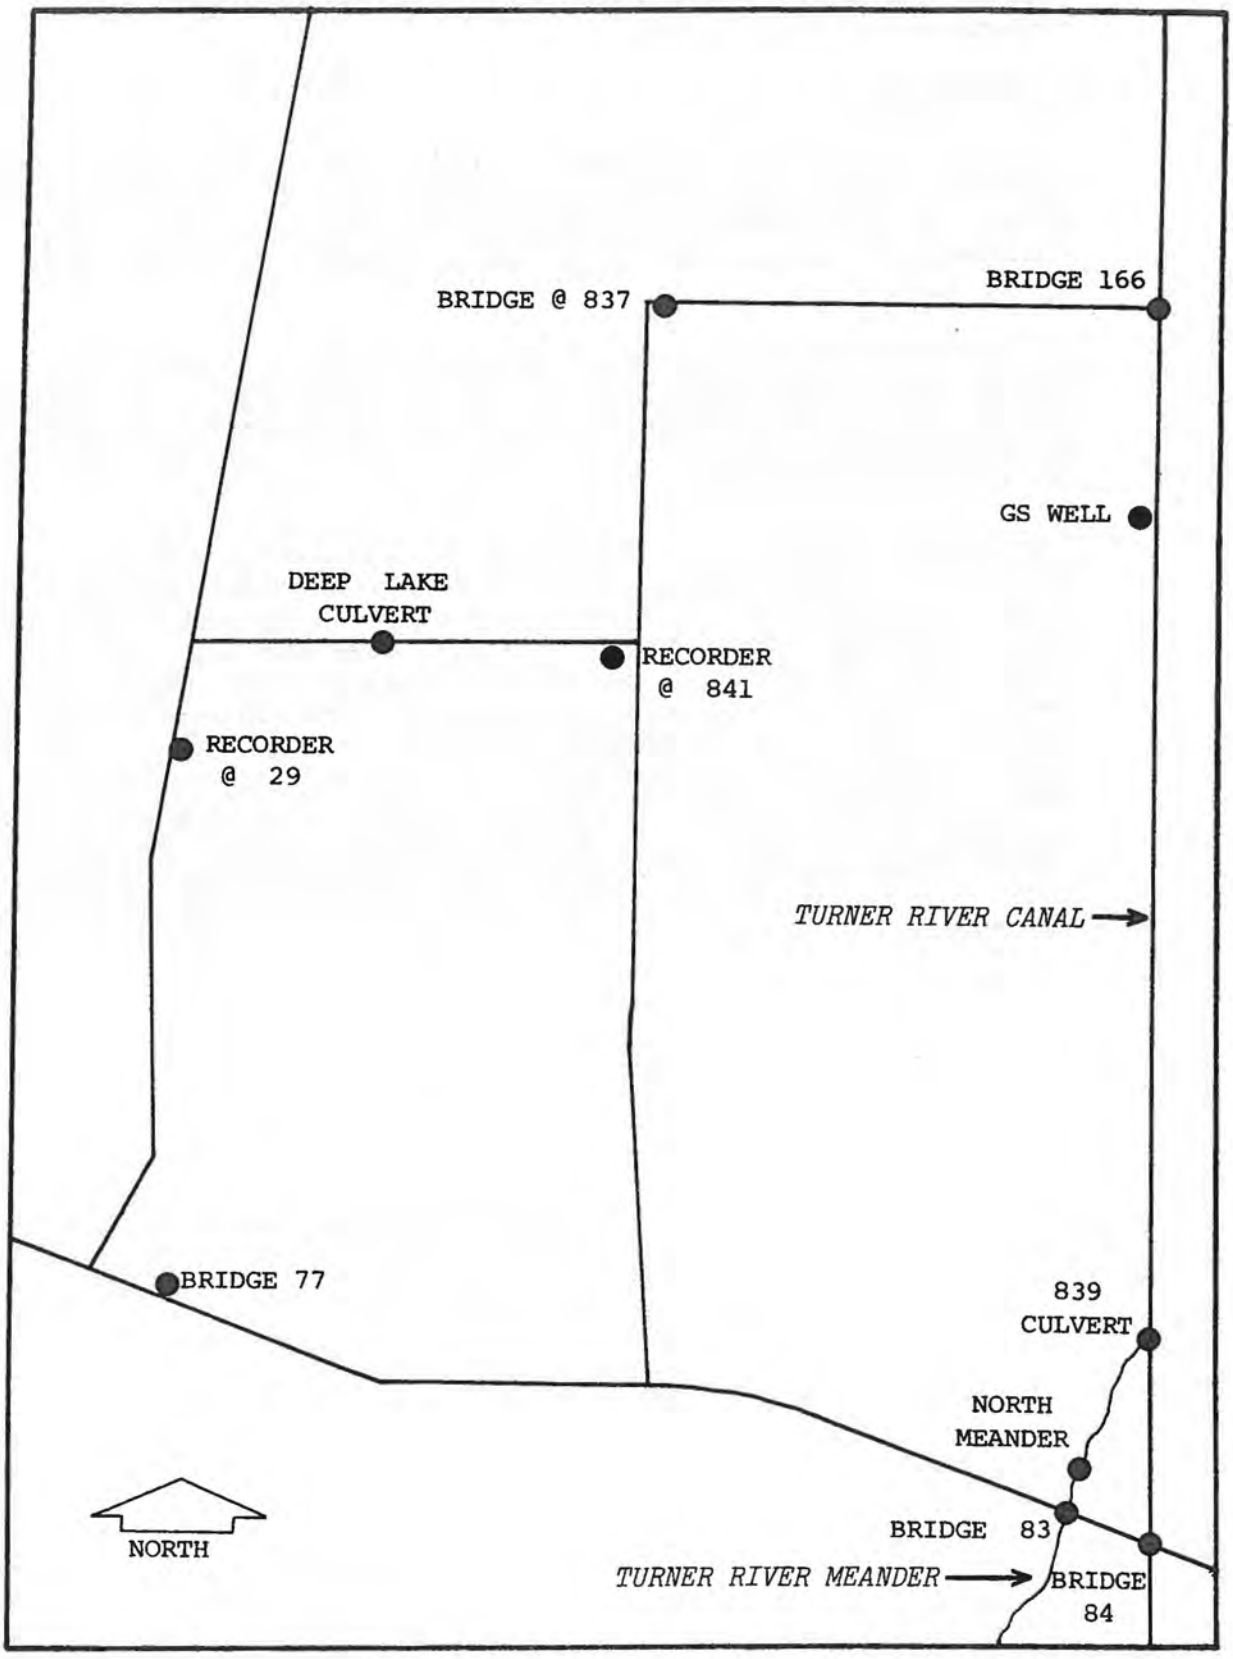 BRIDGE 166
BRIDGE @ 837
GS WELL
DEEP LAKE
CULVERT
RECORDER
@ 841
RECORDER
@ 29
TURNER RIVER CANAL
BRIDGE 77
839
CULVERT
NORTH
MEANDER
BRIDGE 83
NORTH
TURNER RIVER MEANDER
BRIDGE
84